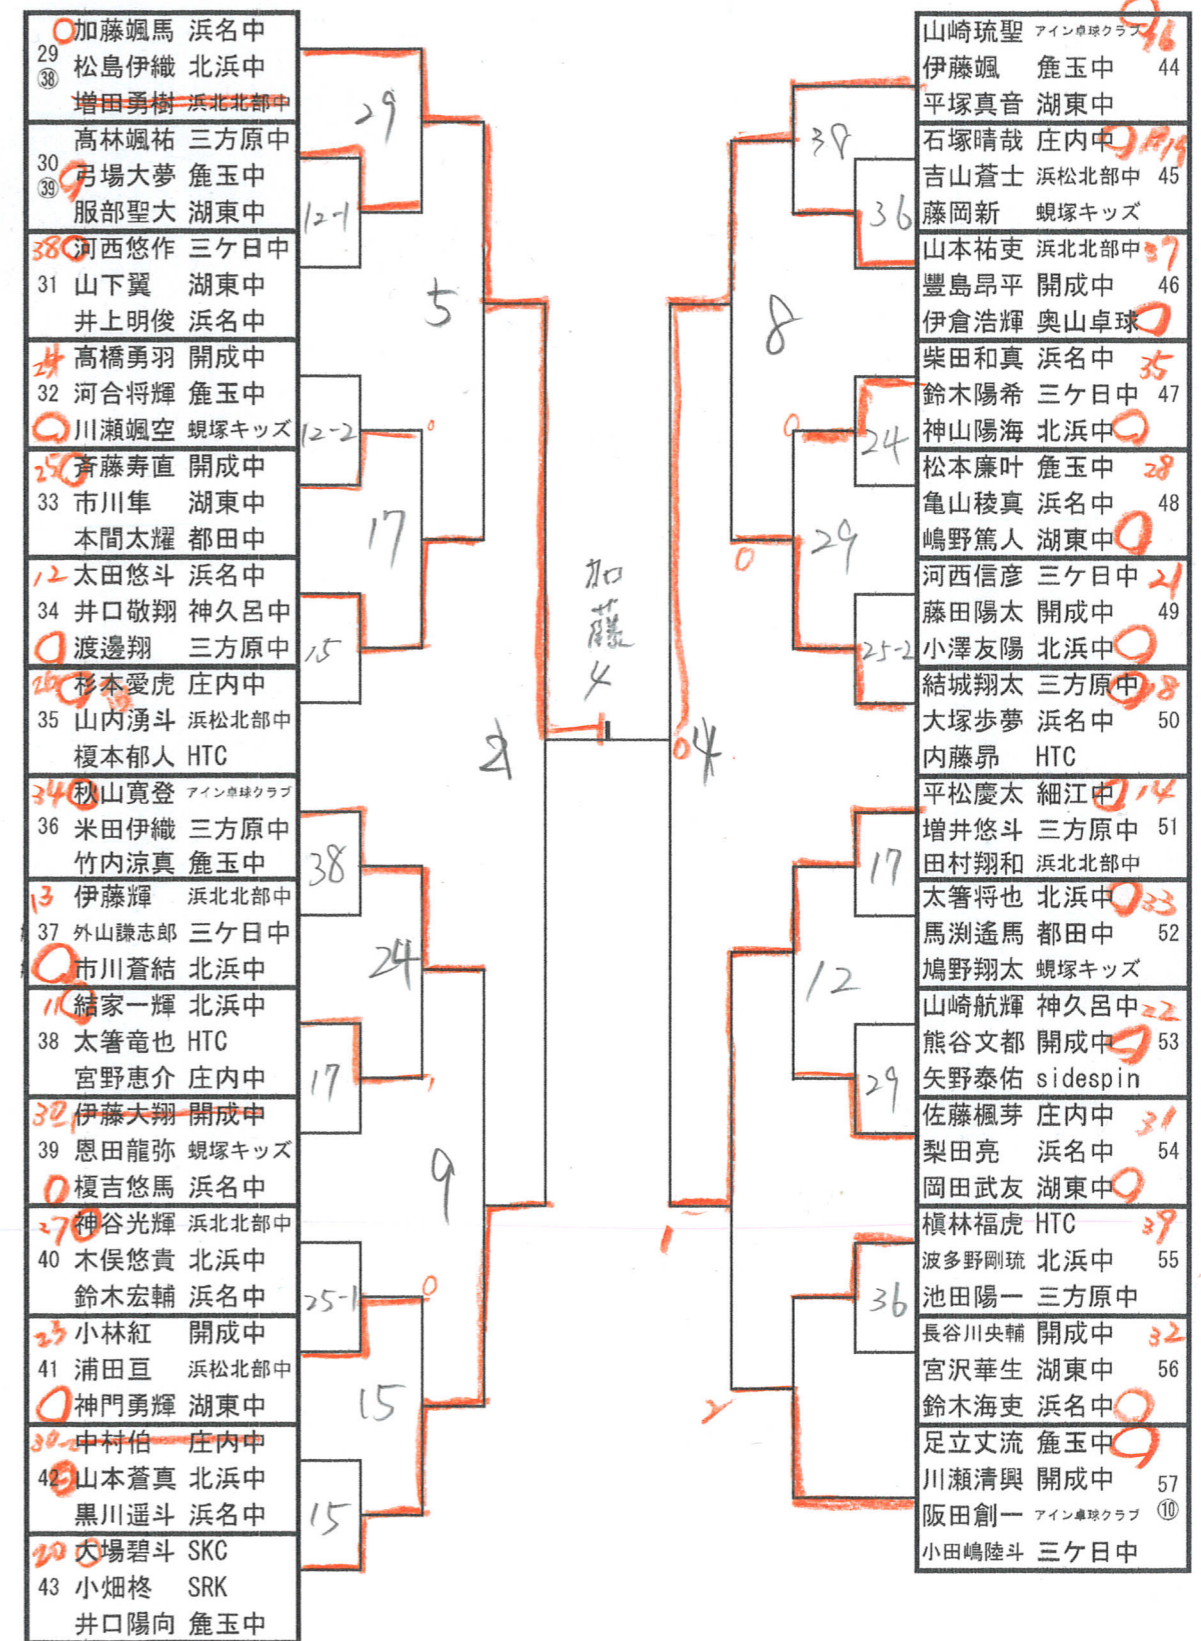 加藤颯馬 浜名中
29 松島伊織 北浜中
㊳ 増田勇樹 浜北北部中
髙林颯祐 三方原中
30 弓場大夢 麁玉中
㊴ 服部聖大 湖東中
38 河西悠作 三ケ日中
31 山下翼 湖東中
井上明俊 浜名中
24 髙橋勇羽 開成中
32 河合将輝 麁玉中
川瀬颯空 蜆塚キッズ
25 斉藤寿直 開成中
33 市川隼 湖東中
本間太耀 都田中
12 太田悠斗 浜名中
34 井口敬翔 神久呂中
渡邊翔 三方原中
26 杉本愛虎 庄内中
35 山内湧斗 浜松北部中
榎本郁人 HTC
34 秋山寛登 アイン卓球クラブ
36 米田伊織 三方原中
竹内涼真 麁玉中
13 伊藤輝 浜北北部中
37 外山謙志郎 三ケ日中
市川蒼結 北浜中
11 結家一輝 北浜中
38 太箸竜也 HTC
宮野恵介 庄内中
30-1 伊藤大翔 開成中
39 恩田龍弥 蜆塚キッズ
榎吉悠馬 浜名中
27 神谷光輝 浜北北部中
40 木俣悠貴 北浜中
鈴木宏輔 浜名中
23 小林紅 開成中
41 浦田亘 浜松北部中
神門勇輝 湖東中
30-2 中村伯 庄内中
42 山本蒼真 北浜中
黒川遥斗 浜名中
20 大場碧斗 SKC
43 小畑柊 SRK
井口陽向 麁玉中
29
12-1
5
12-2
0
17
15
38
24
17
1
9
25-1
0
15
15
加藤
4
38
36
8
0
24
0
29
25-2
0
17
12
29
1
36
2
山崎琉聖 アイン卓球クラブ 16
伊藤颯 麁玉中 44
平塚真音 湖東中
石塚晴哉 庄内中
吉山蒼士 浜松北部中 45
藤岡新 蜆塚キッズ
山本祐吏 浜北北部中 37
豐島昂平 開成中 46
伊倉浩輝 奥山卓球
柴田和真 浜名中 35
鈴木陽希 三ケ日中 47
神山陽海 北浜中
松本廉叶 麁玉中 28
亀山稜真 浜名中 48
嶋野篤人 湖東中
河西信彦 三ケ日中 21
藤田陽太 開成中 49
小澤友陽 北浜中
結城翔太 三方原中 18
大塚歩夢 浜名中 50
内藤昴 HTC
平松慶太 細江中 14
増井悠斗 三方原中 51
田村翔和 浜北北部中
太箸将也 北浜中 33
馬渕遙馬 都田中 52
鳩野翔太 蜆塚キッズ
山崎航輝 神久呂中 22
熊谷文都 開成中 53
矢野泰佑 sidespin
佐藤楓芽 庄内中 31
梨田亮 浜名中 54
岡田武友 湖東中
槇林福虎 HTC 39
波多野剛琉 北浜中 55
池田陽一 三方原中
長谷川央輔 開成中 32
宮沢華生 湖東中 56
鈴木海吏 浜名中
足立丈流 麁玉中
川瀬清興 開成中 57
阪田創一 アイン卓球クラブ ⑩
小田嶋陸斗 三ケ日中